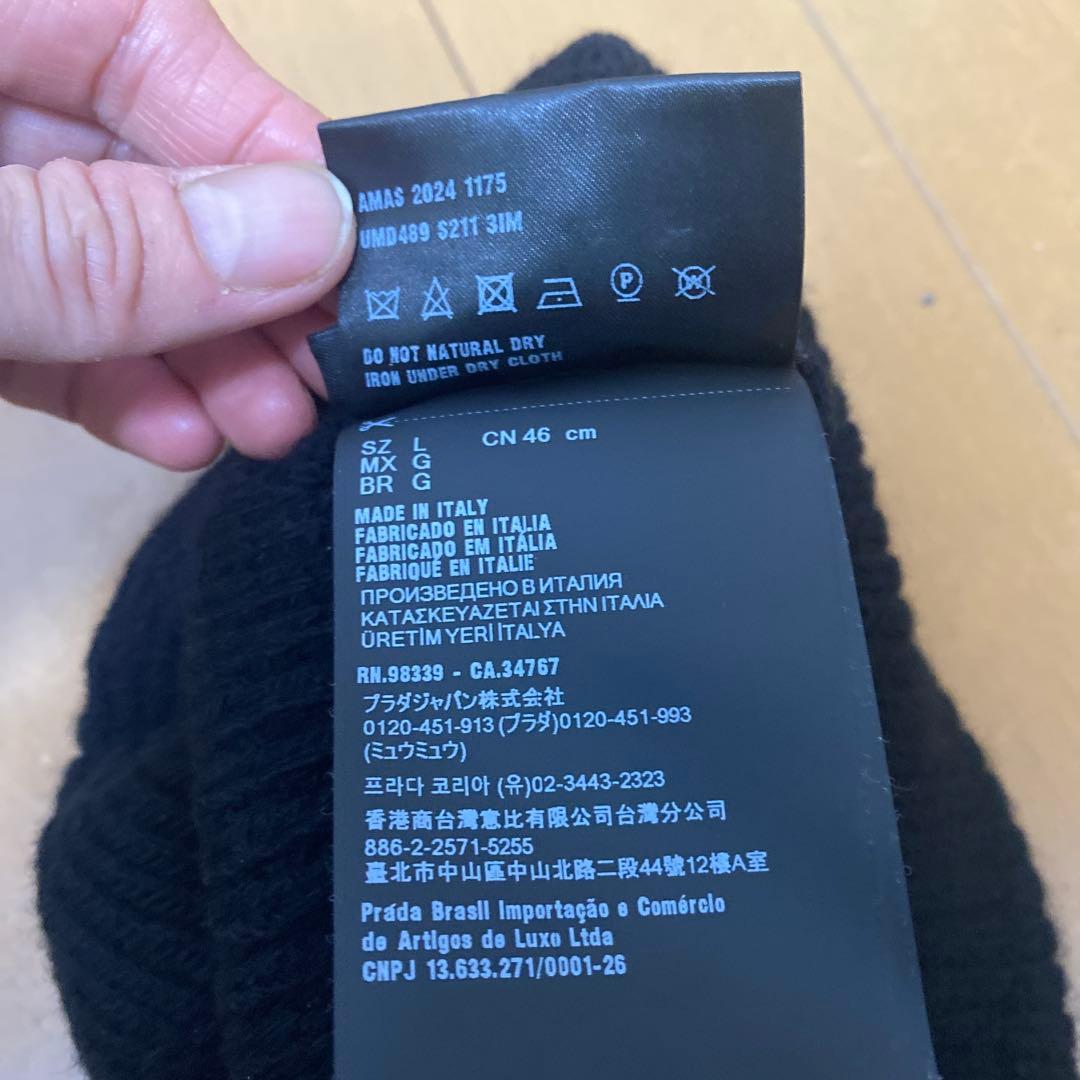 AMAS 2024 1175
UMD489 S211 3IM
P
W
DO NOT NATURAL DRY
IRON UNDER DRY CLOTH
SZ L CN 46 cm
MX G
BR G
MADE IN ITALY
FABRICADO EN ITALIA
FABRICADO EM ITÁLIA
FABRIQUÉ EN ITALIE
ПРОИЗВЕДЕНО В ИТАЛИЯ
ΚΑΤΑΣΚΕΥΑΖΕΤΑΙ ΣΤΗΝ ΙΤΑΛΙΑ
ÜRETİM YERİ İTALYA
RN.98339 - CA.34767
プラダジャパン株式会社
0120-451-913 (プラダ)0120-451-993
(ミュウミュウ)
프라다 코리아 (유)02-3443-2323
香港商台灣惠比有限公司台灣分公司
886-2-2571-5255
臺北市中山區中山北路二段44號12樓A室
Prada Brasil Importação e Comércio
de Artigos de Luxo Ltda
CNPJ 13.633.271/0001-26